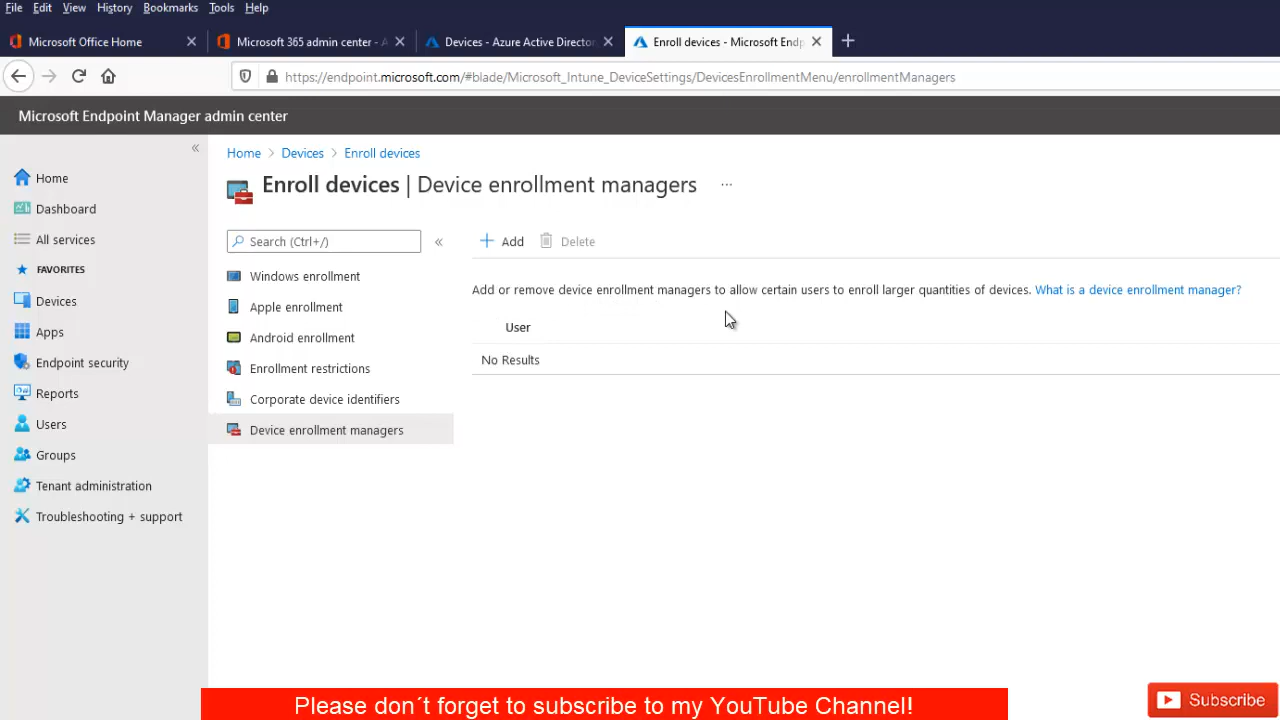 File Edit View History Bookmarks Tools Help
Microsoft Office Home
Microsoft 365 admin center - A
Devices - Azure Active Director
Enroll devices - Microsoft Endp
https://endpoint.microsoft.com/#blade/Microsoft_Intune_DeviceSettings/DevicesEnrollmentMenu/enrollmentManagers
Microsoft Endpoint Manager admin center
Home
Dashboard
All services
FAVORITES
Devices
Apps
Endpoint security
Reports
Users
Groups
Tenant administration
Troubleshooting + support
Home > Devices > Enroll devices
Enroll devices | Device enrollment managers ...
Search (Ctrl+/)
Windows enrollment
Apple enrollment
Android enrollment
Enrollment restrictions
Corporate device identifiers
Device enrollment managers
+ Add Delete
Add or remove device enrollment managers to allow certain users to enroll larger quantities of devices. What is a device enrollment manager?
User
No Results
Please don´t forget to subscribe to my YouTube Channel!
Subscribe